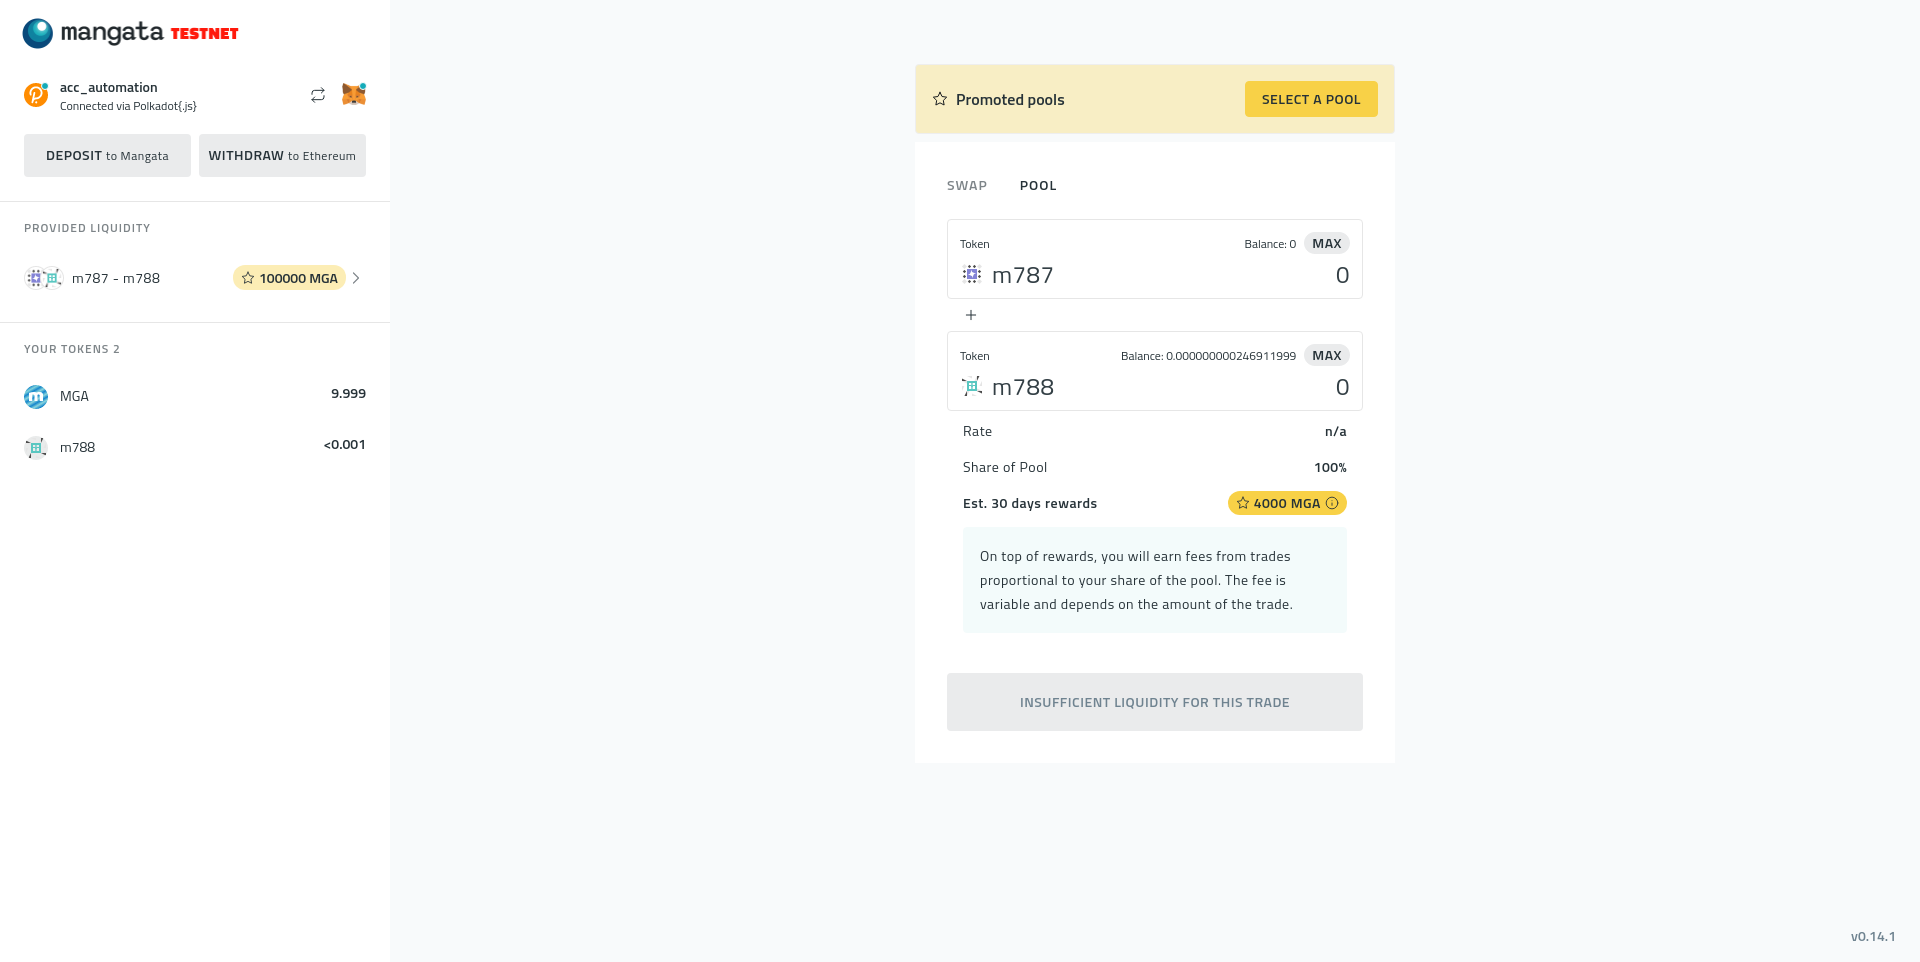 mangata TESTNET
acc_automation
Connected via Polkadot{.js}
DEPOSIT to Mangata
WITHDRAW to Ethereum
PROVIDED LIQUIDITY
m787 - m788
100000 MGA
YOUR TOKENS 2
MGA
9.999
m788
<0.001
Promoted pools
SELECT A POOL
SWAP
POOL
Token
Balance: 0
MAX
m787
0
+
Token
Balance: 0.000000000246911999
MAX
m788
0
Rate
n/a
Share of Pool
100%
Est. 30 days rewards
4000 MGA
On top of rewards, you will earn fees from trades
proportional to your share of the pool. The fee is
variable and depends on the amount of the trade.
INSUFFICIENT LIQUIDITY FOR THIS TRADE
v0.14.1